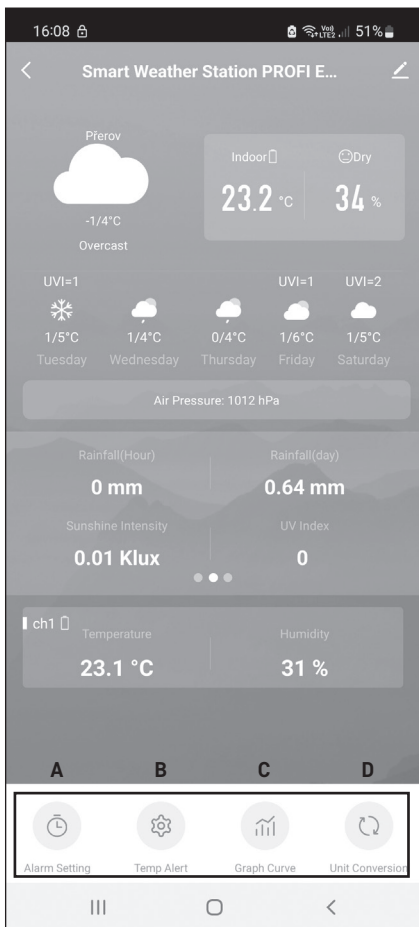 16:08 Vo)) LTE2 51%
Smart Weather Station PROFI E...
Přerov
-1/4°C
Overcast
Indoor Dry
23.2 °C 34 %
UVI=1 UVI=1 UVI=2
1/5°C 1/4°C 0/4°C 1/6°C 1/5°C
Tuesday Wednesday Thursday Friday Saturday
Air Pressure: 1012 hPa
Rainfall(Hour) Rainfall(day)
0 mm 0.64 mm
Sunshine Intensity UV Index
0.01 Klux 0
ch1
Temperature Humidity
23.1 °C 31 %
A B C D
Alarm Setting Temp Alert Graph Curve Unit Conversion